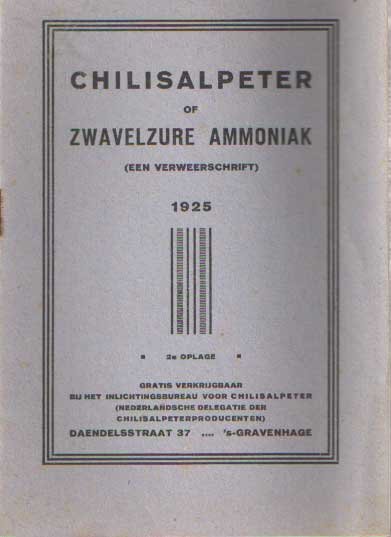 CHILISALPETER
OF
ZWAVELZURE AMMONIAK
(EEN VERWEERSCHRIFT)
1925
2e OPLAGE
GRATIS VERKRIJGBAAR
BIJ HET INLICHTINGSBUREAU VOOR CHILISALPETER
(NEDERLANDSCHE DELEGATIE DER
CHILISALPETERPRODUCENTEN)
DAENDELSSTRAAT 37 .... 's-GRAVENHAGE